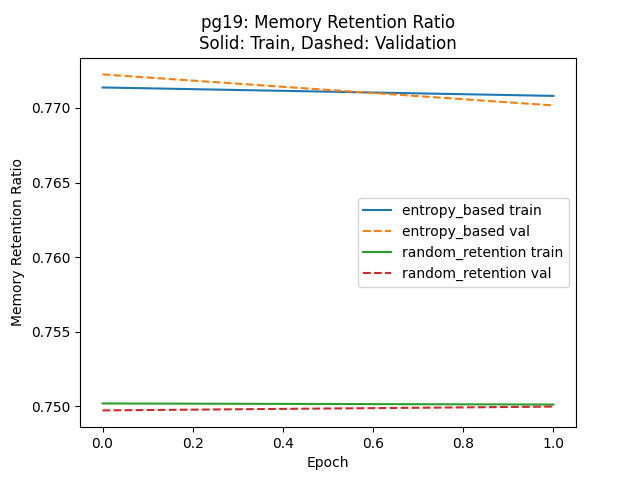 pg19: Memory Retention Ratio
Solid: Train, Dashed: Validation
Memory Retention Ratio
0.770
0.765
0.760
0.755
0.750
entropy_based train
entropy_based val
random_retention train
random_retention val
0.0 0.2 0.4 0.6 0.8 1.0
Epoch